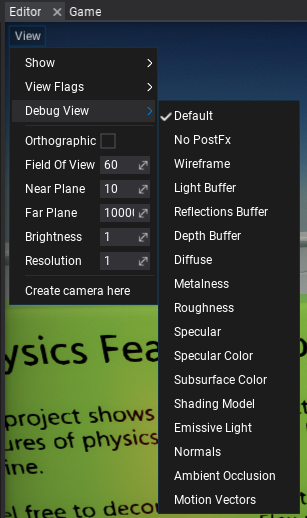 Editor
Game
View
Show
View Flags
Debug View
Orthographic
Field Of View 60
Near Plane 10
Far Plane 1000
Brightness 1
Resolution 1
Create camera here
Default
No PostFx
Wireframe
Light Buffer
Reflections Buffer
Depth Buffer
Diffuse
Metalness
Roughness
Specular
Specular Color
Subsurface Color
Shading Model
Emissive Light
Normals
Ambient Occlusion
Motion Vectors
ysics Fea
project shows
ures of physics
ine.
el free to decor